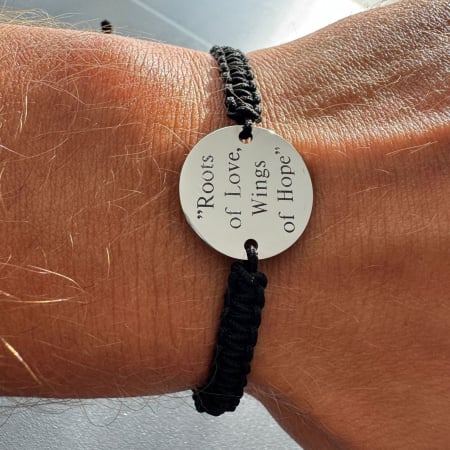 ”Roots
of Love,
Wings
of Hope”